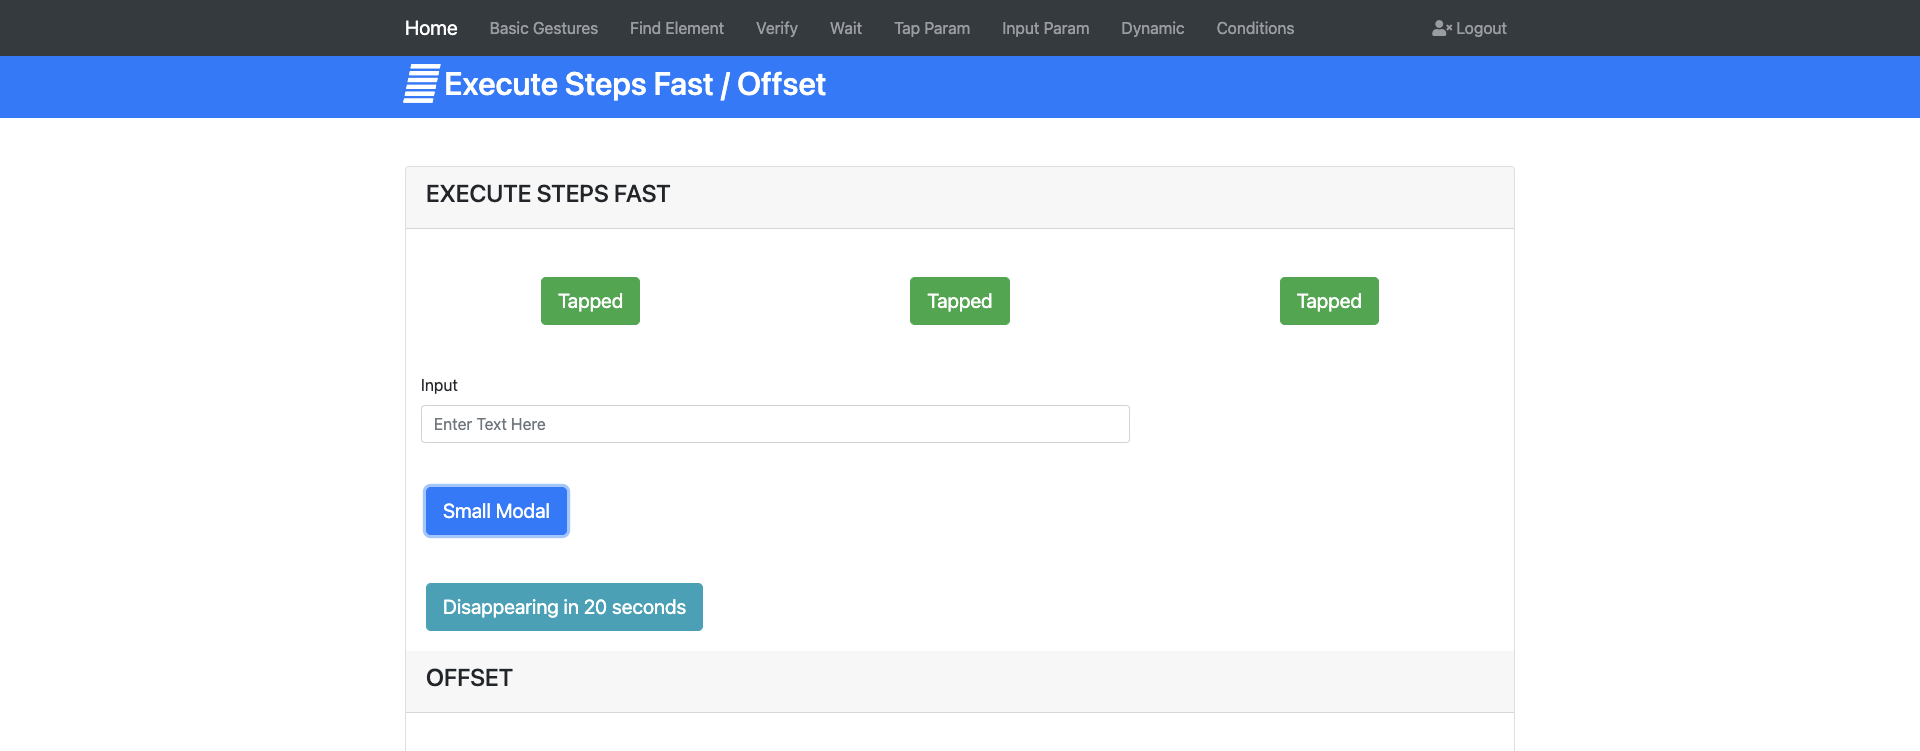 Home Basic Gestures Find Element Verify Wait Tap Param Input Param Dynamic Conditions Logout
Execute Steps Fast / Offset
EXECUTE STEPS FAST
Tapped Tapped Tapped
Input
Enter Text Here
Small Modal
Disappearing in 20 seconds
OFFSET